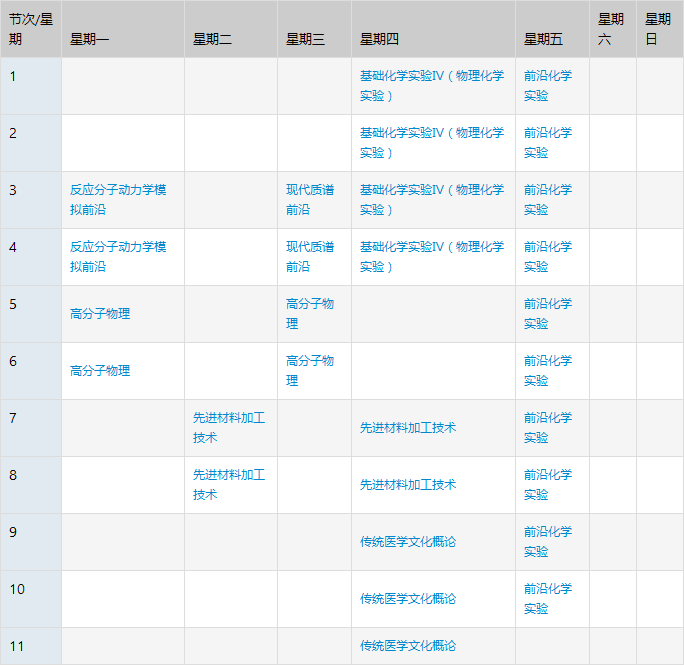 节次/星 期 星期一 星期二 星期三 星期四 星期五 星期 六 星期 日
1 基础化学实验IV（物理化学 前沿化学
实验） 实验
2 基础化学实验IV（物理化学 前沿化学
实验） 实验
3 反应分子动力学模 现代质谱 基础化学实验IV（物理化学 前沿化学
拟前沿 前沿 实验） 实验
4 反应分子动力学模 现代质谱 基础化学实验IV（物理化学 前沿化学
拟前沿 前沿 实验） 实验
5 高分子物理 高分子物 前沿化学
理 实验
6 高分子物理 高分子物 前沿化学
理 实验
7 先进材料加工 先进材料加工技术 前沿化学
技术 实验
8 先进材料加工 先进材料加工技术 前沿化学
技术 实验
9 传统医学文化概论 前沿化学
实验
10 传统医学文化概论 前沿化学
实验
11 传统医学文化概论